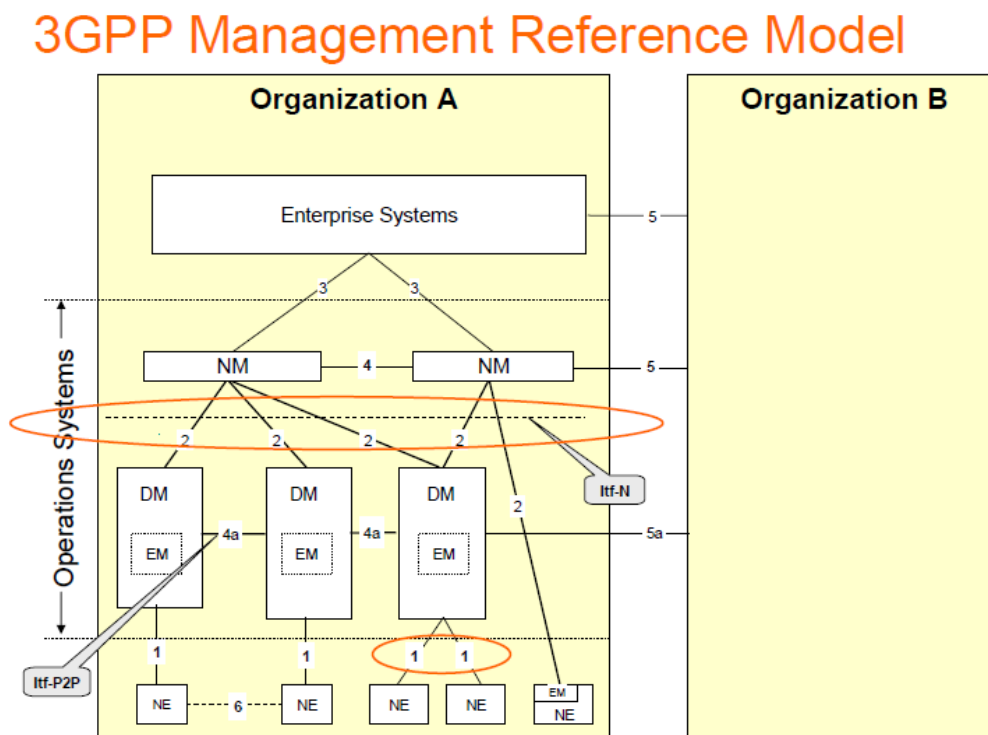 3GPP Management Reference Model
Organization A
Organization B
Enterprise Systems
5
3
3
Operations Systems
NM
4
NM
5
2
2
2
2
Itf-N
DM
DM
DM
2
EM
4a
EM
4a
EM
5a
1
1
1
1
Itf-P2P
NE
6
NE
NE
NE
EM
NE